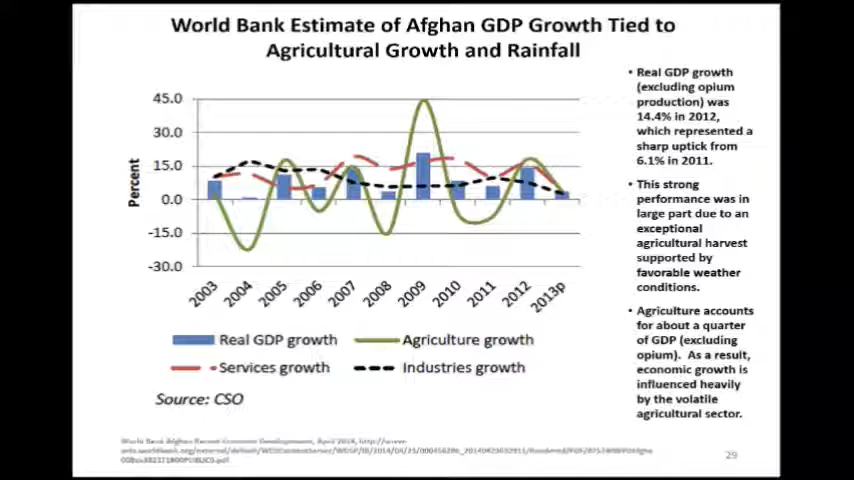 World Bank Estimate of Afghan GDP Growth Tied to
Agricultural Growth and Rainfall
45.0
30.0
15.0
0.0
-15.0
-30.0
Percent
2003
2004
2005
2006
2007
2008
2009
2010
2011
2012
2013p
Real GDP growth
Agriculture growth
Services growth
Industries growth
Source: CSO
• Real GDP growth
(excluding opium
production) was
14.4% in 2012,
which represented a
sharp uptick from
6.1% in 2011.
• This strong
performance was in
large part due to an
exceptional
agricultural harvest
supported by
favorable weather
conditions.
• Agriculture accounts
for about a quarter
of GDP (excluding
opium). As a result,
economic growth is
influenced heavily
by the volatile
agricultural sector.
World Bank Afghan Recent Economic Development, April 2014,
29